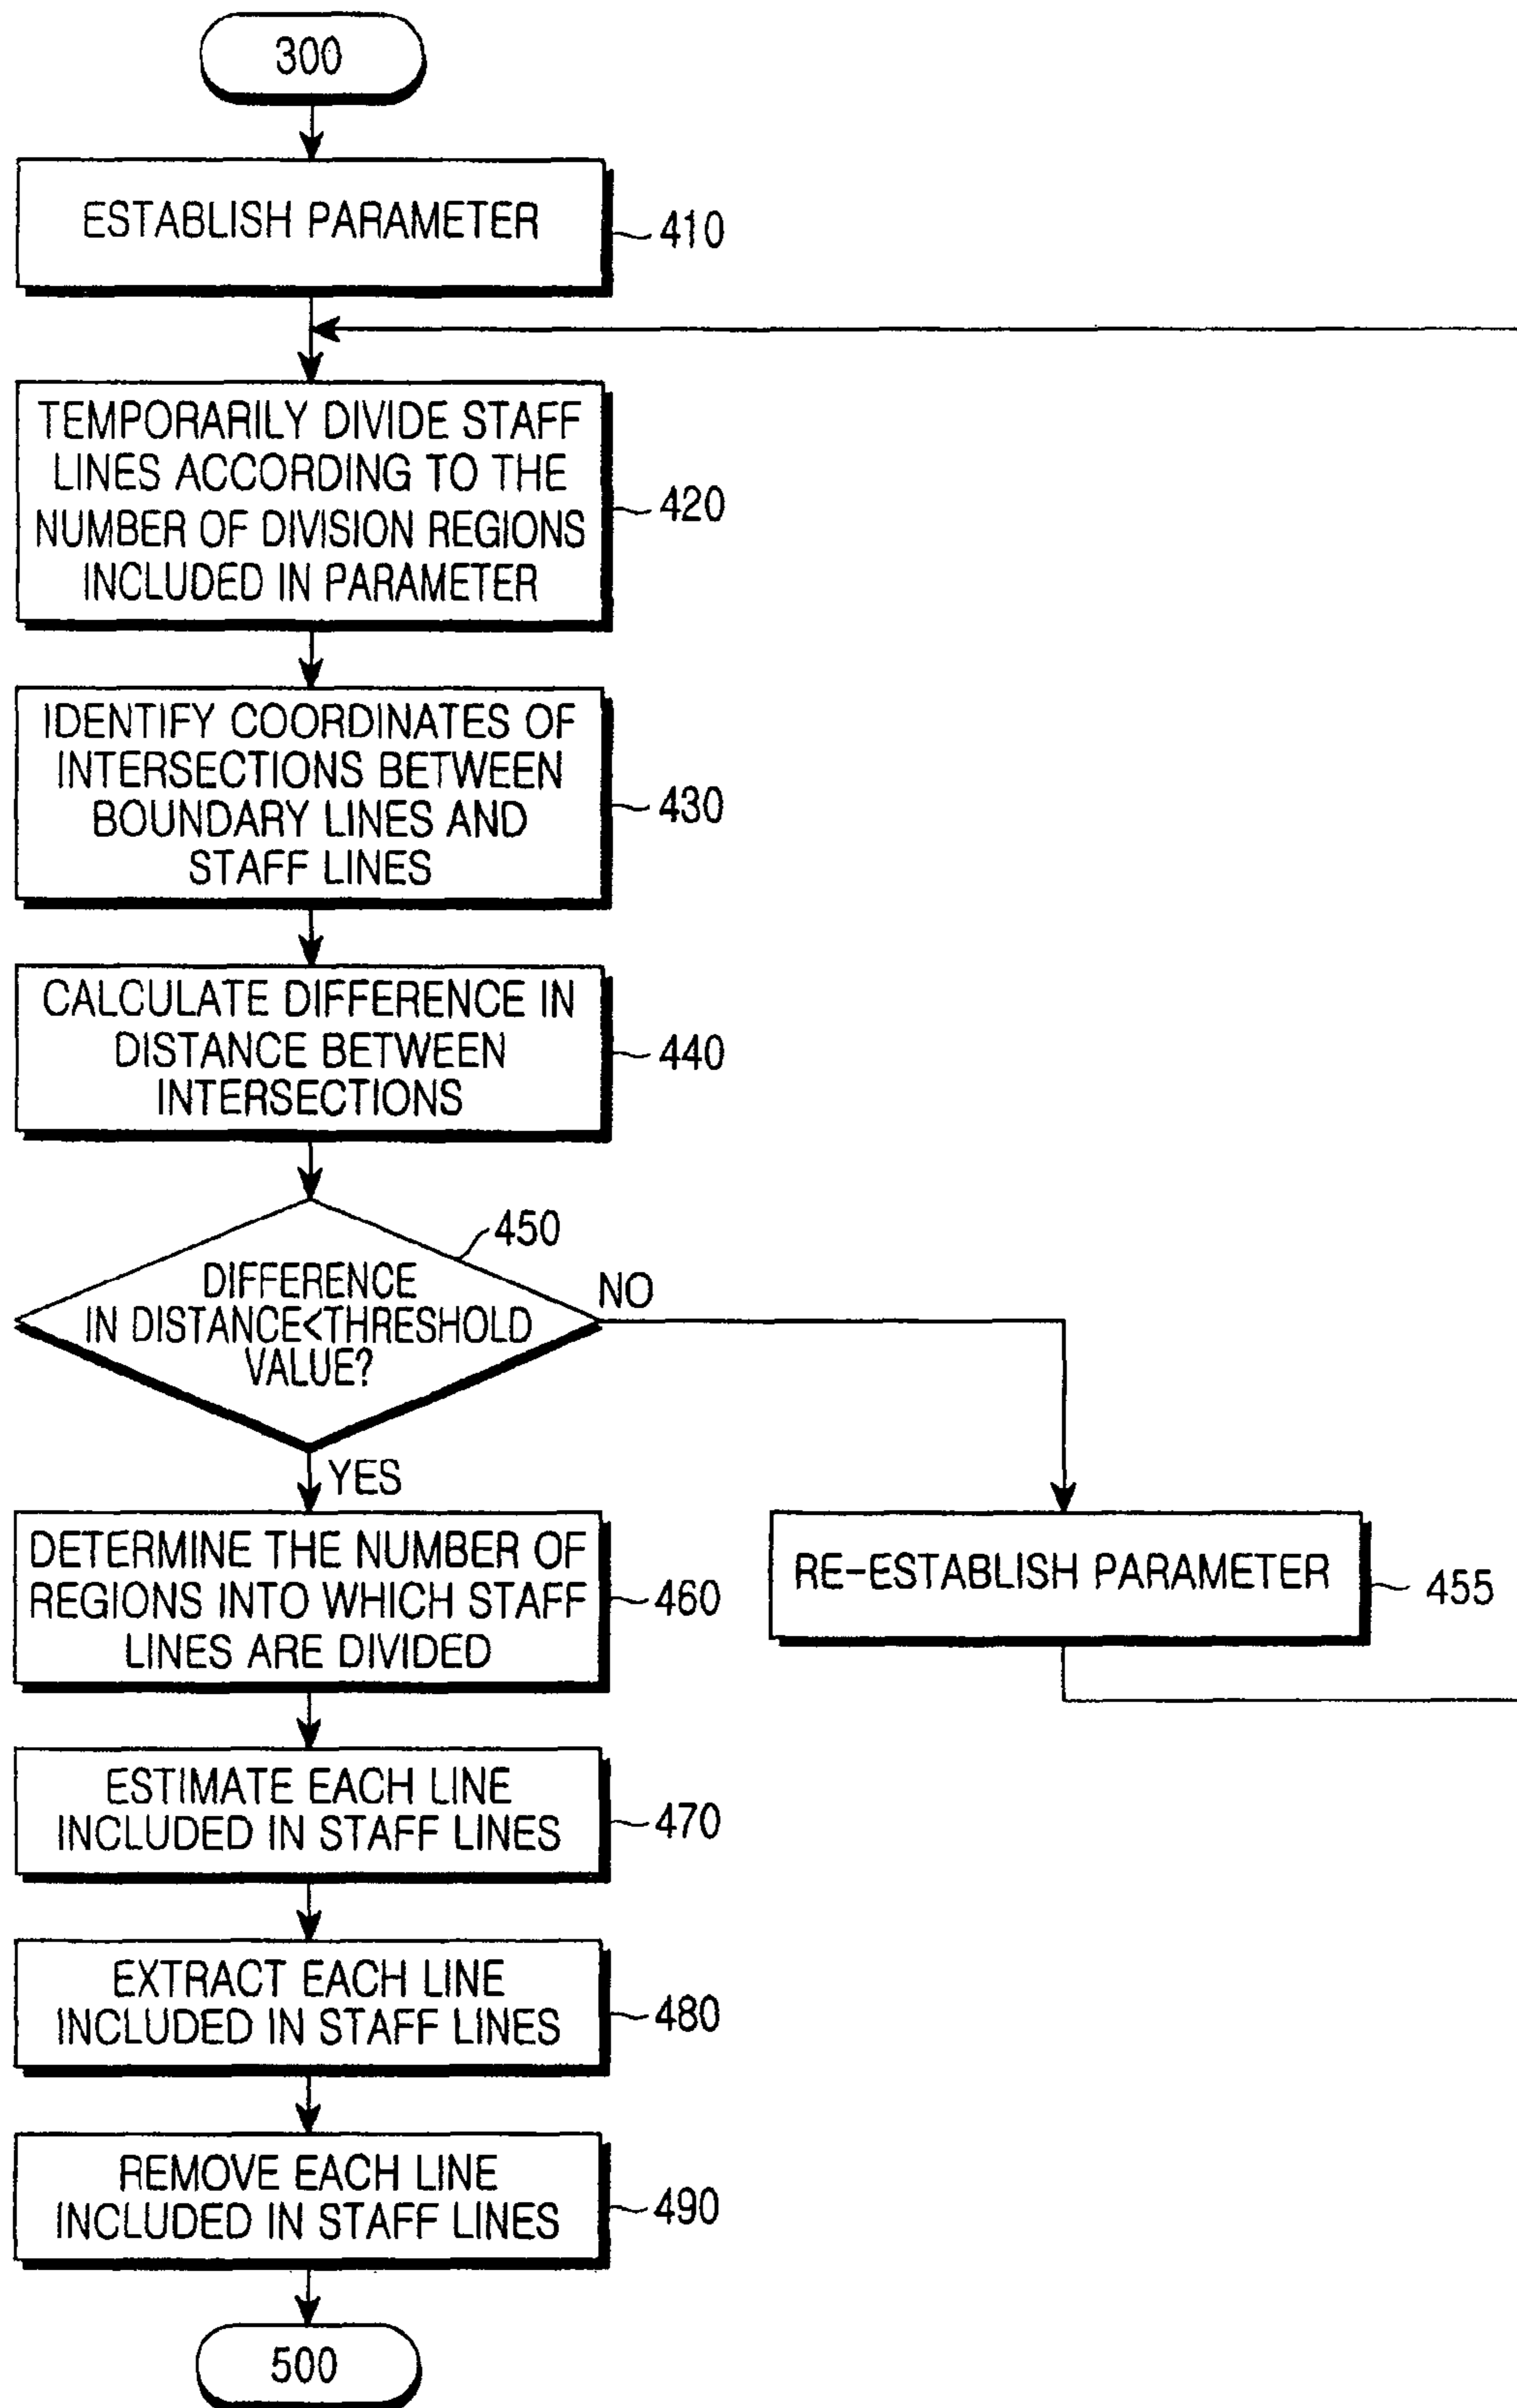 300
ESTABLISH PARAMETER
410
TEMPORARILY DIVIDE STAFF
LINES ACCORDING TO THE
NUMBER OF DIVISION REGIONS
INCLUDED IN PARAMETER
420
IDENTIFY COORDINATES OF
INTERSECTIONS BETWEEN
BOUNDARY LINES AND
STAFF LINES
430
CALCULATE DIFFERENCE IN
DISTANCE BETWEEN
INTERSECTIONS
440
450
DIFFERENCE
IN DISTANCE<THRESHOLD
VALUE?
NO
YES
DETERMINE THE NUMBER OF
REGIONS INTO WHICH STAFF
LINES ARE DIVIDED
460
RE-ESTABLISH PARAMETER
455
ESTIMATE EACH LINE
INCLUDED IN STAFF LINES
470
EXTRACT EACH LINE
INCLUDED IN STAFF LINES
480
REMOVE EACH LINE
INCLUDED IN STAFF LINES
490
500